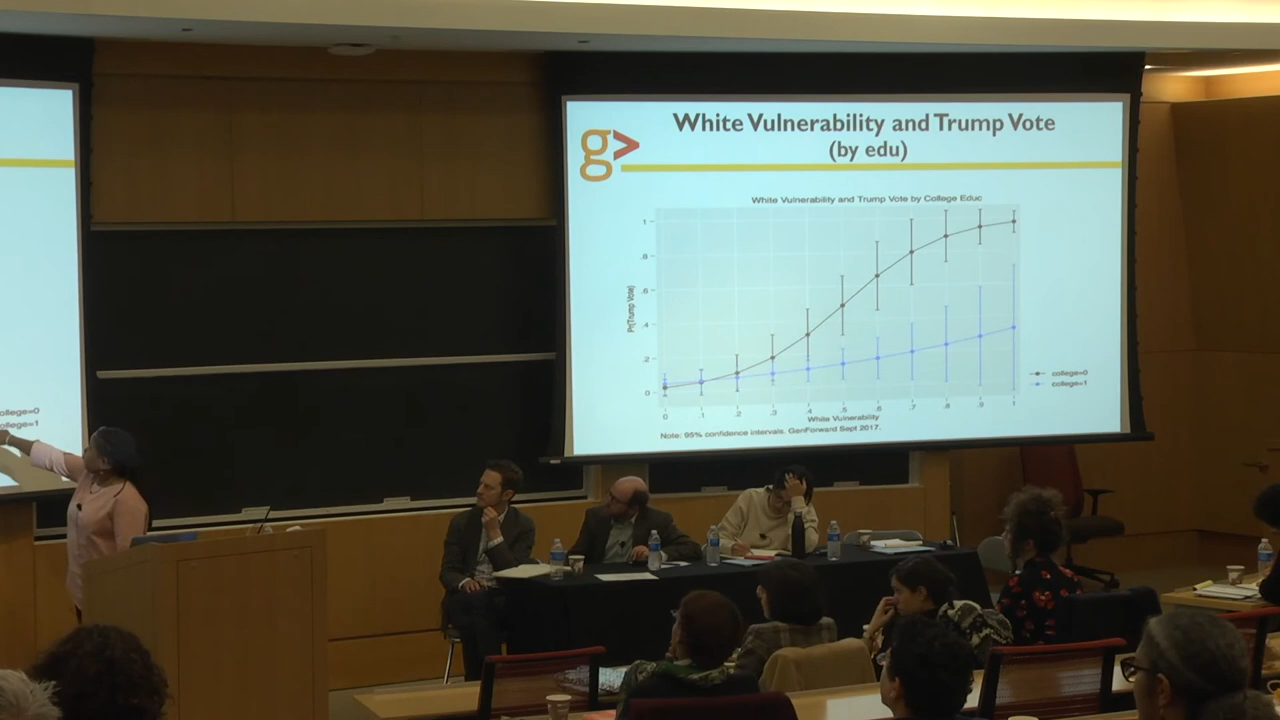 White Vulnerability and Trump Vote
(by edu)
g>
White Vulnerability and Trump Vote by College Educ
Pr(Trump Vote)
1
.8
.6
.4
.2
0
0 .1 .2 .3 .4 .5 .6 .7 .8 .9 1
White Vulnerability
college=0
college=1
Note: 95% confidence intervals. GenForward Sept 2017.
ollege=0
ollege=1